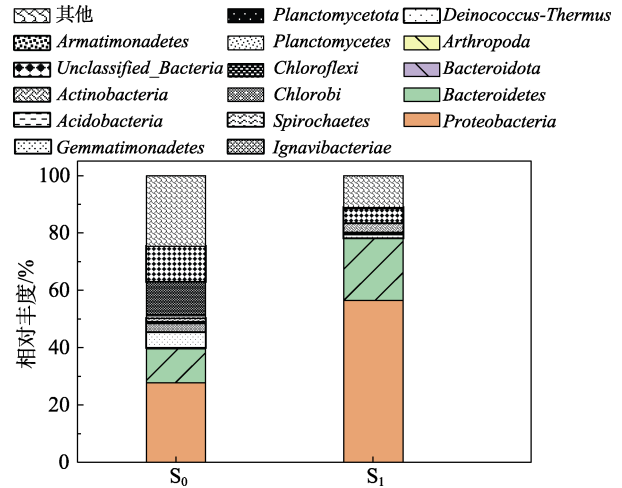 其他 Planctomycetota Deinococcus-Thermus
Armatimonadetes Planctomycetes Arthropoda
Unclassified_Bacteria Chloroflexi Bacteroidota
Actinobacteria Chlorobi Bacteroidetes
Acidobacteria Spirochaetes Proteobacteria
Gemmatimonadetes Ignavibacteriae
100
80
60
40
20
0
相对丰度/%
S₀ S₁